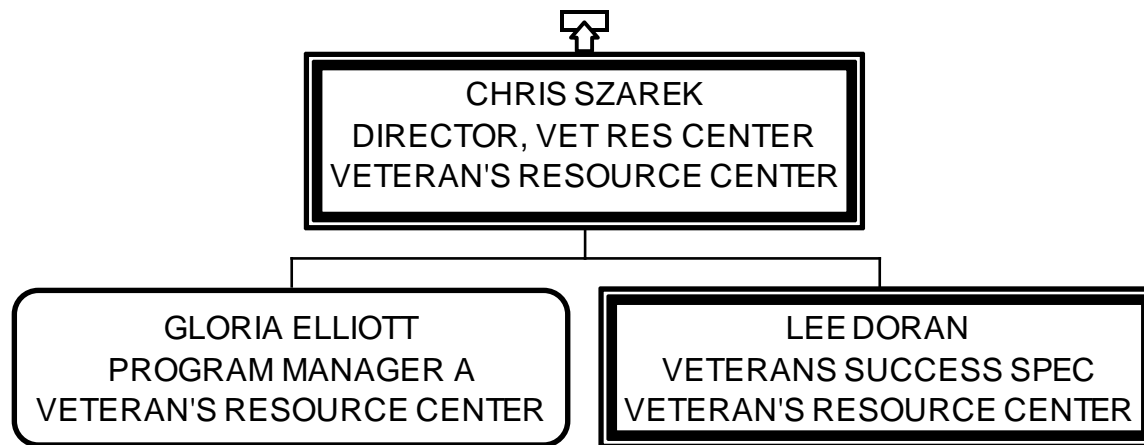 CHRIS SZAREK
DIRECTOR, VET RES CENTER
VETERAN'S RESOURCE CENTER
GLORIA ELLIOTT
PROGRAM MANAGER A
VETERAN'S RESOURCE CENTER
LEE DORAN
VETERANS SUCCESS SPEC
VETERAN'S RESOURCE CENTER